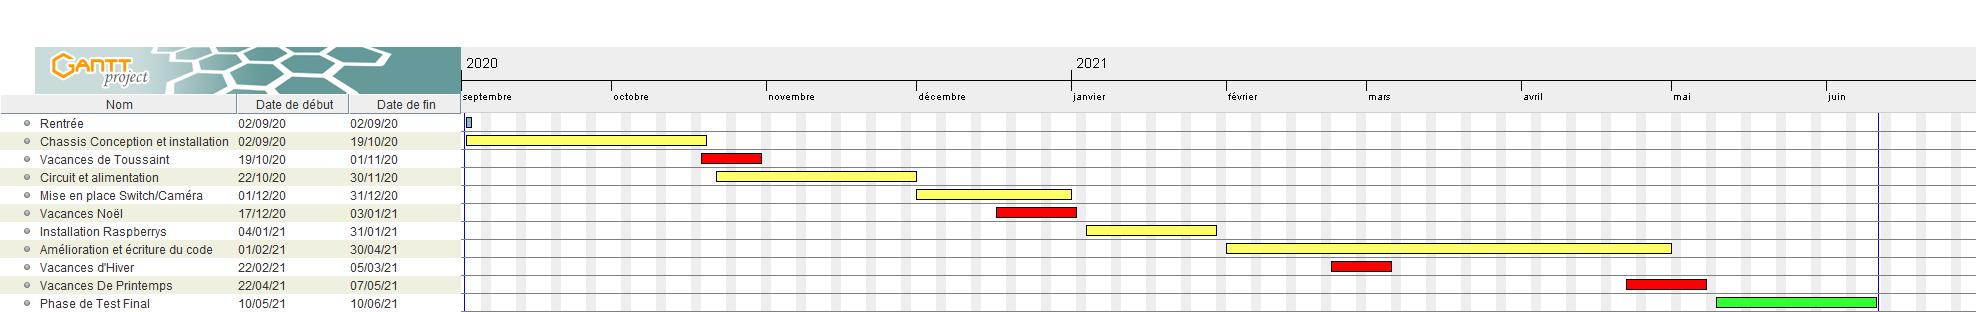 GANTT
project
2020 2021
septembre octobre novembre décembre janvier février mars avril mai juin
Nom Date de début Date de fin
Rentrée 02/09/20 02/09/20
Chassis Conception et installation 02/09/20 19/10/20
Vacances de Toussaint 19/10/20 01/11/20
Circuit et alimentation 22/10/20 30/11/20
Mise en place Switch/Caméra 01/12/20 31/12/20
Vacances Noël 17/12/20 03/01/21
Installation Raspberrys 04/01/21 31/01/21
Amélioration et écriture du code 01/02/21 30/04/21
Vacances d'Hiver 22/02/21 05/03/21
Vacances De Printemps 22/04/21 07/05/21
Phase de Test Final 10/05/21 10/06/21